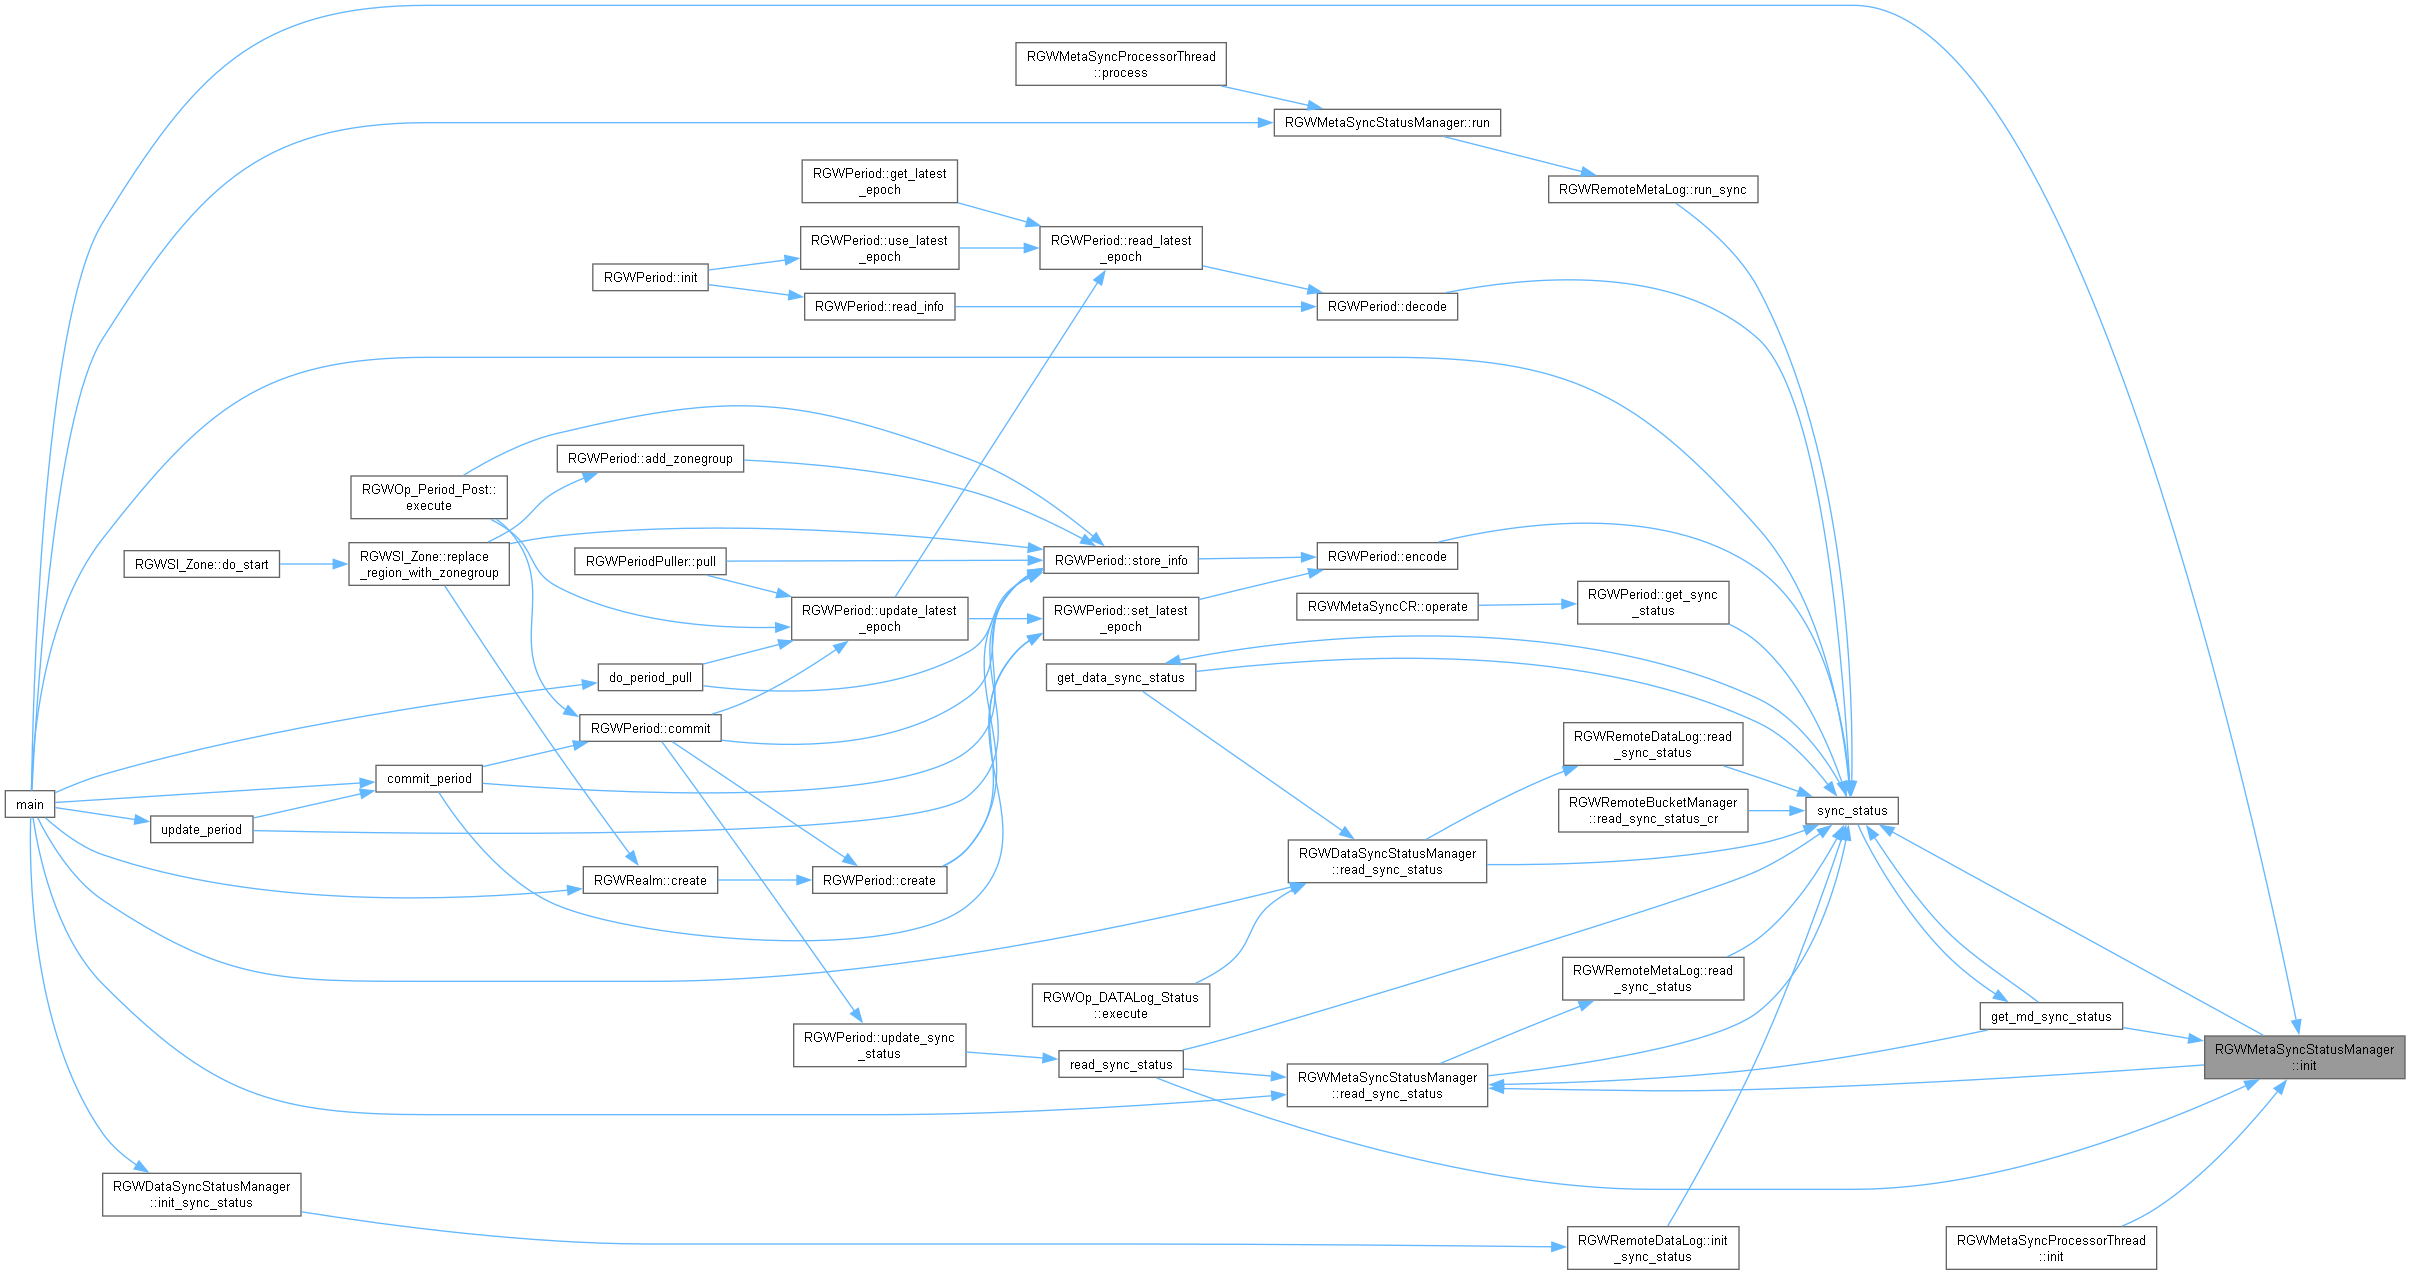 RGWMetaSyncProcessorThread
::process
RGWMetaSyncStatusManager::run
RGWRemoteMetaLog::run_sync
RGWPeriod::get_latest
_epoch
RGWPeriod::use_latest
_epoch
RGWPeriod::read_latest
_epoch
RGWPeriod::init
RGWPeriod::read_info
RGWPeriod::decode
RGWPeriod::add_zonegroup
RGWOp_Period_Post::
execute
RGWSI_Zone::do_start
RGWSI_Zone::replace
_region_with_zonegroup
RGWPeriodPuller::pull
RGWPeriod::store_info
RGWPeriod::encode
RGWPeriod::update_latest
_epoch
RGWPeriod::set_latest
_epoch
RGWMetaSyncCR::operate
RGWPeriod::get_sync
_status
do_period_pull
get_data_sync_status
RGWPeriod::commit
RGWRemoteDataLog::read
_sync_status
commit_period
main
update_period
RGWRemoteBucketManager
::read_sync_status_cr
sync_status
RGWRealm::create
RGWPeriod::create
RGWDataSyncStatusManager
::read_sync_status
RGWOp_DATALog_Status
::execute
RGWRemoteMetaLog::read
_sync_status
get_md_sync_status
RGWPeriod::update_sync
_status
read_sync_status
RGWMetaSyncStatusManager
::read_sync_status
RGWMetaSyncStatusManager
::init
RGWDataSyncStatusManager
::init_sync_status
RGWRemoteDataLog::init
_sync_status
RGWMetaSyncProcessorThread
::init